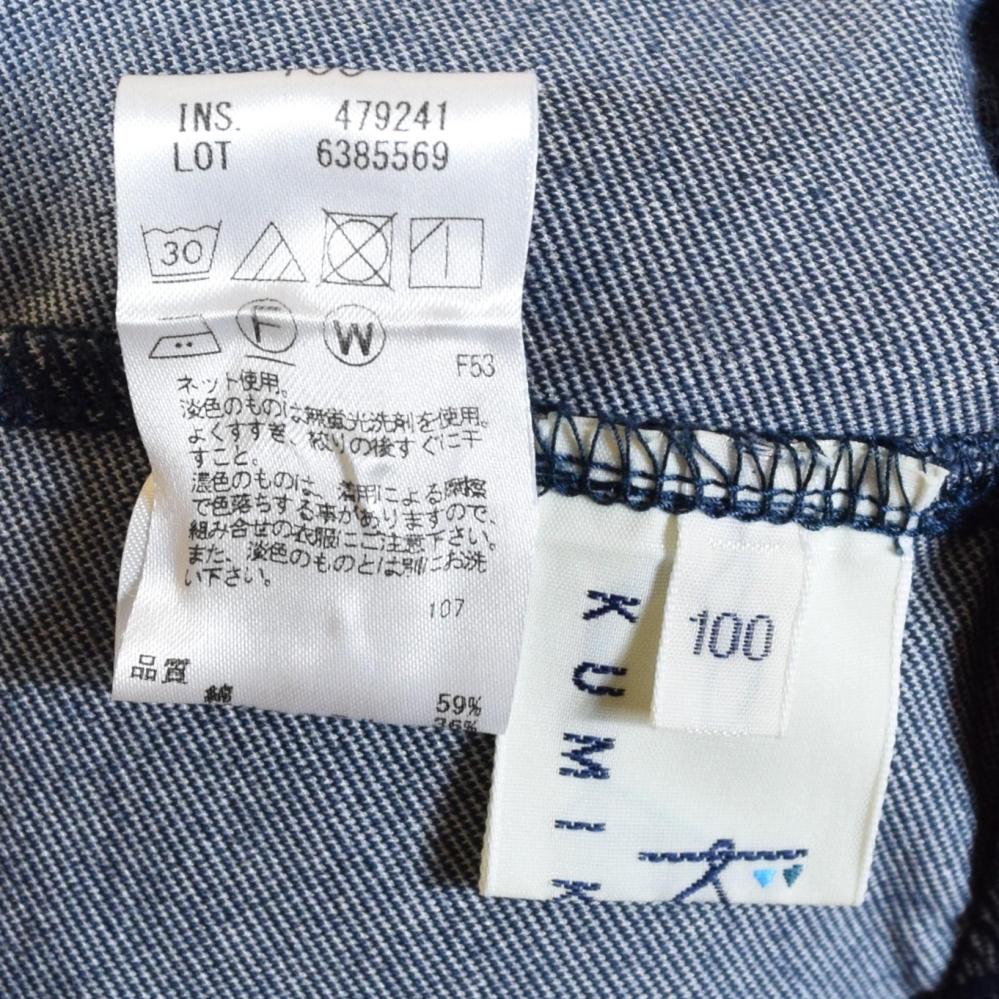 INS. 479241
LOT 6385569
30
F W
F53
ネット使用。
淡色のものは無蛍光洗剤を使用。
よくすすぎ、絞りの後すぐに干
すこと。
濃色のものは、着用による摩擦
で色落ちする事がありますので、
組み合せの衣服にご注意下さい。
また、淡色のものとは別にお洗
い下さい。
107
品質
綿 59%
36%
100
KUMIK